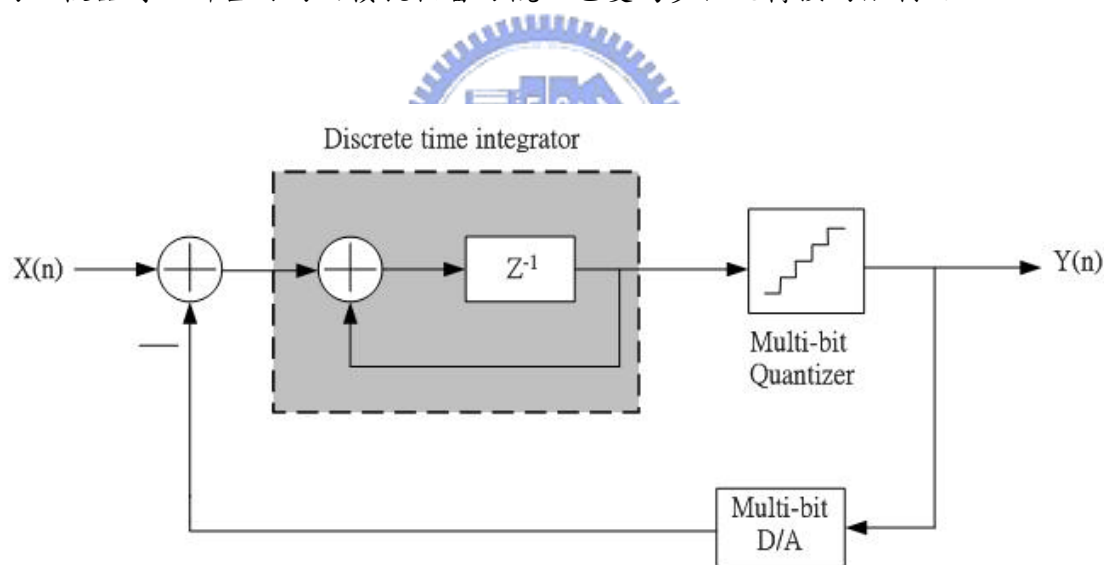 Discrete time integrator
X(n)
Z-1
Y(n)
Multi-bit
Quantizer
Multi-bit
D/A